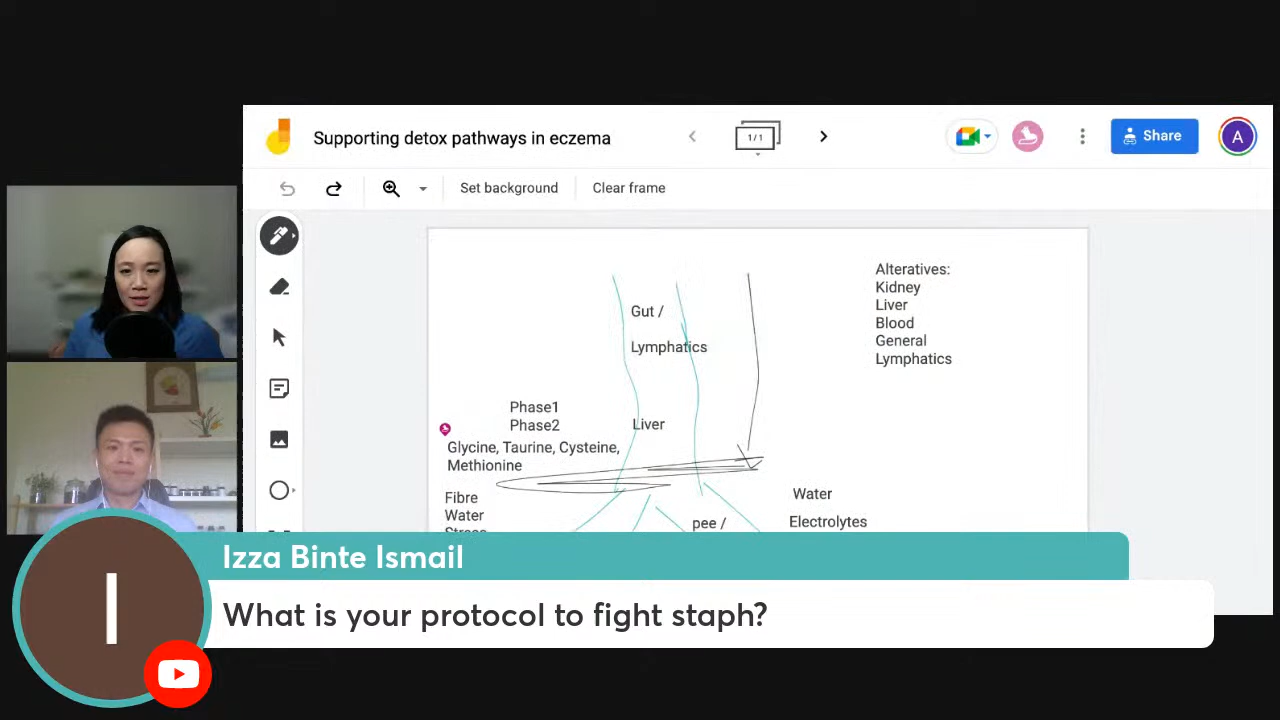 Supporting detox pathways in eczema
1/1
Share
A
Set background
Clear frame
Gut /
Lymphatics
Alteratives:
Kidney
Liver
Blood
General
Lymphatics
Phase1
Phase2
Liver
Glycine, Taurine, Cysteine,
Methionine
Fibre
Water
Stress
Water
Electrolytes
pee /
I
Izza Binte Ismail
What is your protocol to fight staph?